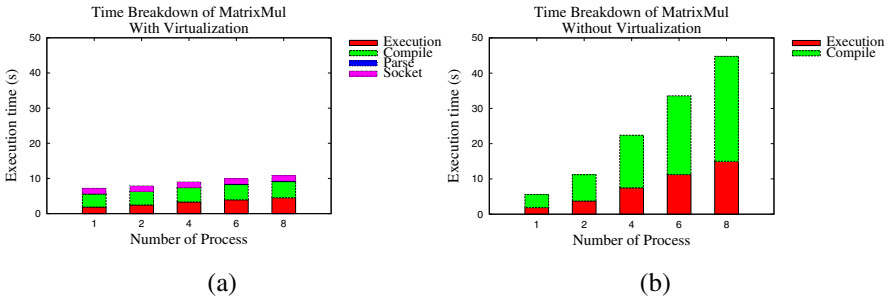 Time Breakdown of MatrixMul
With Virtualization
Execution time (s)
50
40
30
20
10
0
1 2 4 6 8
Number of Process
Execution
Compile
Parse
Socket
(a)
Time Breakdown of MatrixMul
Without Virtualization
Execution time (s)
50
40
30
20
10
0
1 2 4 6 8
Number of Process
Execution
Compile
(b)